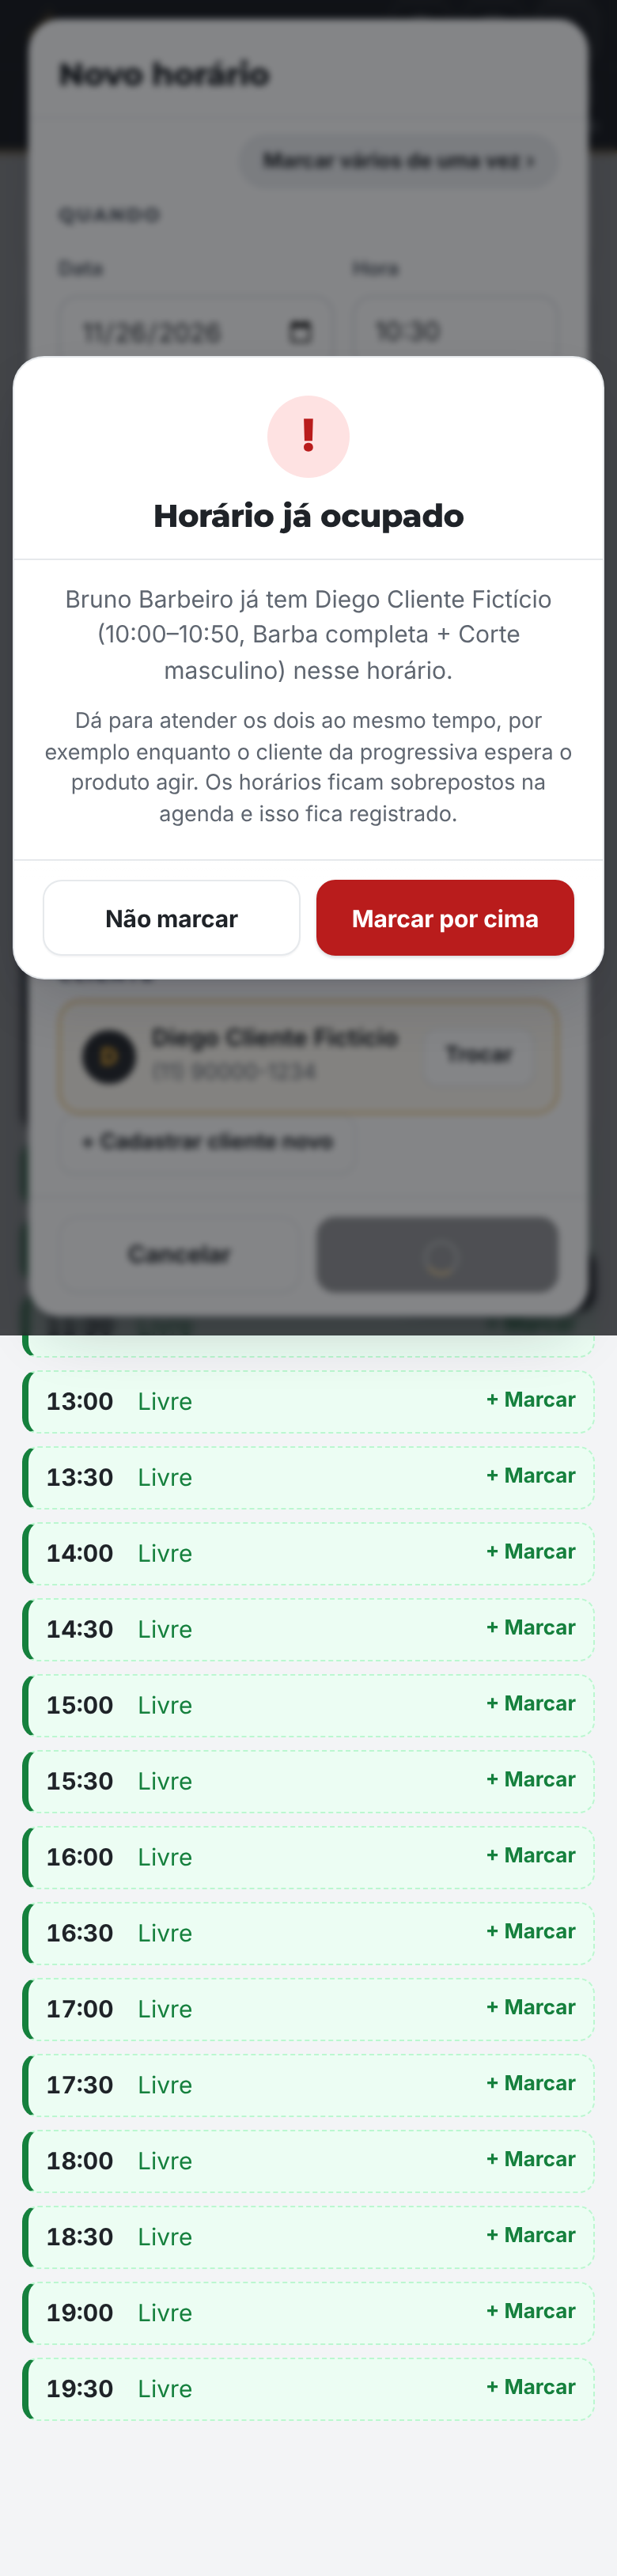 Novo horário
Marcar vários de uma vez ›
QUANDO
Data
Hora
11/26/2026
10:30
!
Horário já ocupado
Bruno Barbeiro já tem Diego Cliente Fictício
(10:00–10:50, Barba completa + Corte
masculino) nesse horário.
Dá para atender os dois ao mesmo tempo, por
exemplo enquanto o cliente da progressiva espera o
produto agir. Os horários ficam sobrepostos na
agenda e isso fica registrado.
Não marcar
Marcar por cima
D
Diego Cliente Fictício
(11) 90000-1234
Trocar
+ Cadastrar cliente novo
Cancelar
13:00 Livre + Marcar
13:30 Livre + Marcar
14:00 Livre + Marcar
14:30 Livre + Marcar
15:00 Livre + Marcar
15:30 Livre + Marcar
16:00 Livre + Marcar
16:30 Livre + Marcar
17:00 Livre + Marcar
17:30 Livre + Marcar
18:00 Livre + Marcar
18:30 Livre + Marcar
19:00 Livre + Marcar
19:30 Livre + Marcar